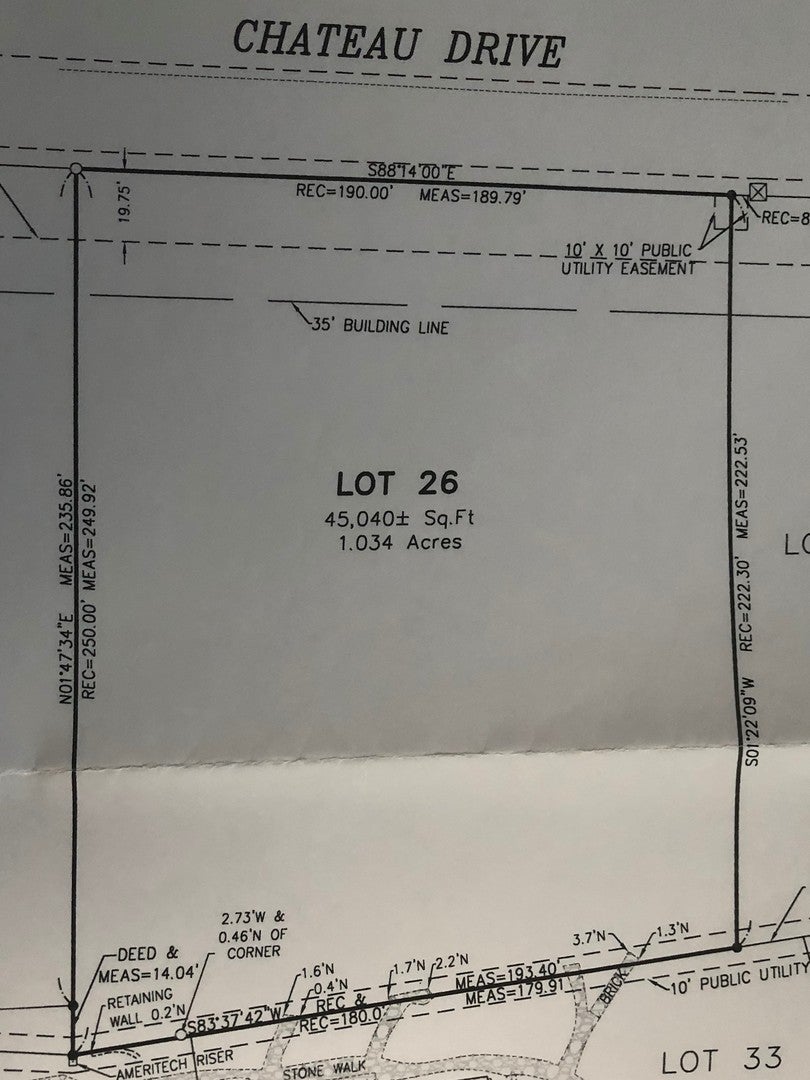 CHATEAU DRIVE
S88°14'00"E
REC=190.00' MEAS=189.79'
19.75'
REC=8
10' X 10' PUBLIC
UTILITY EASEMENT
35' BUILDING LINE
LOT 26
45,040± Sq.Ft
1.034 Acres
N01°47'34"E MEAS=235.86'
REC=250.00' MEAS=249.92'
S01°22'09"W REC=222.30' MEAS=222.53'
LO
2.73'W &
0.46'N OF
CORNER
DEED &
MEAS=14.04'
RETAINING
WALL 0.2'N
1.6'N
0.4'N
1.7'N
2.2'N
3.7'N
1.3'N
S83°37'42"W
REC &
REC=180.0
MEAS=193.40'
MEAS=179.91
BRICK
10' PUBLIC UTILITY
AMERITECH RISER
STONE WALK
LOT 33